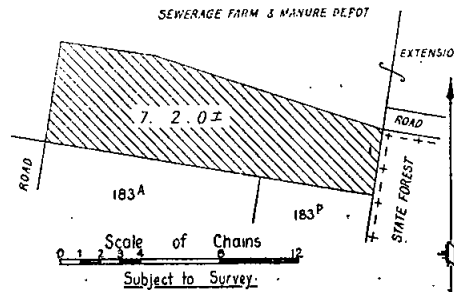 SEWERAGE FARM & MANURE DEPOT
EXTENSIO
ROAD
7. 2. 0±
ROAD
183A
183P
STATE FOREST
Scale of Chains
0 1 2 3 4 8 12
Subject to Survey.